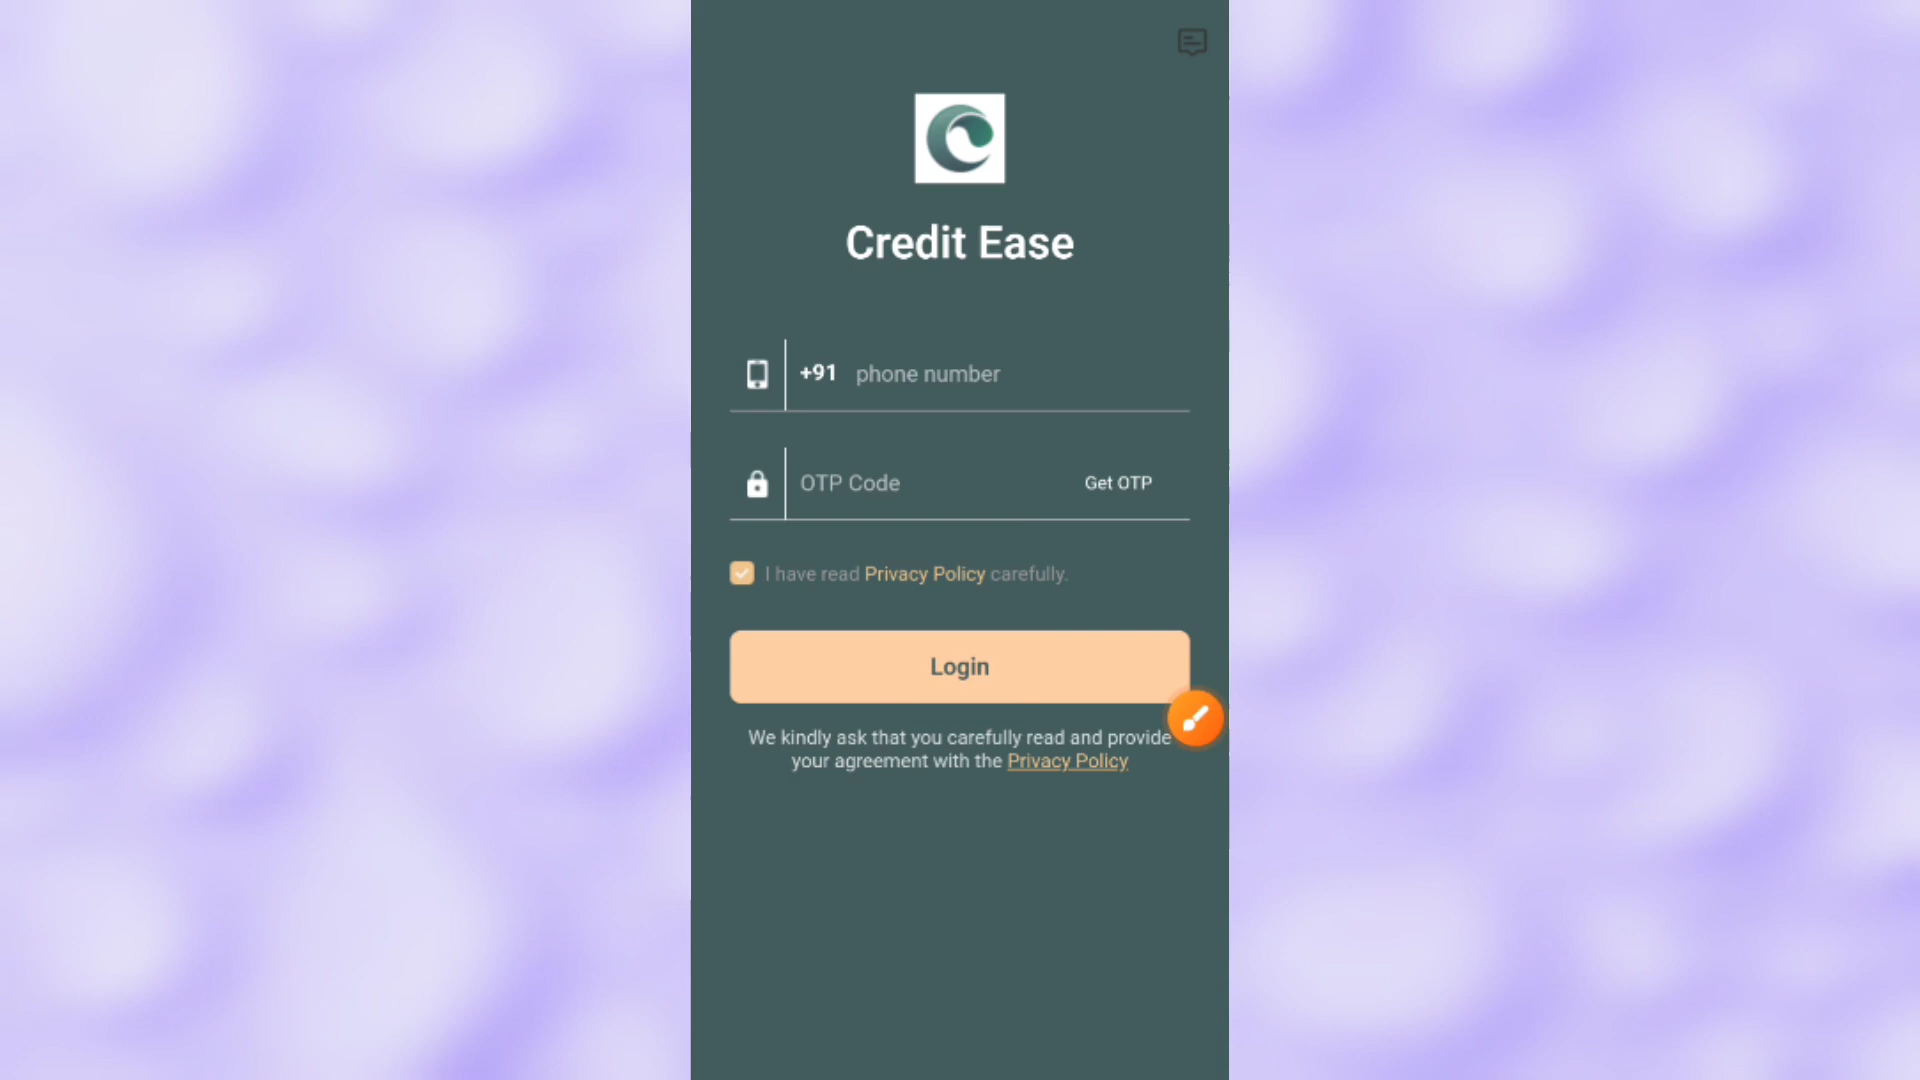 Credit Ease
+91 phone number
OTP Code Get OTP
I have read Privacy Policy carefully.
Login
We kindly ask that you carefully read and provide
your agreement with the Privacy Policy